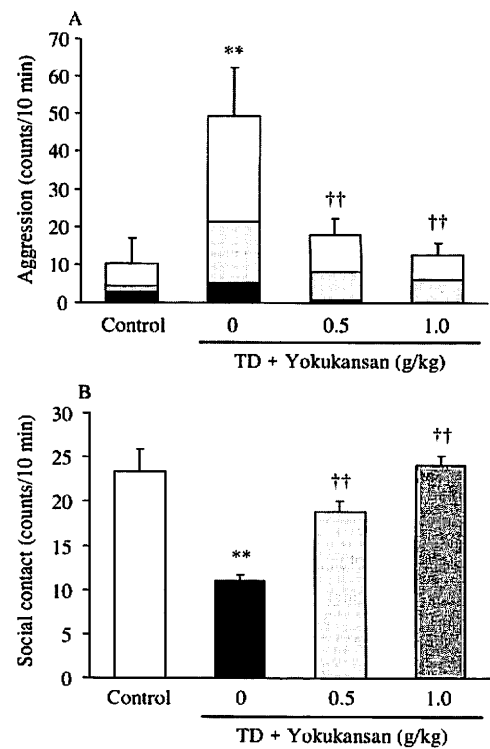 A
Aggression (counts/10 min)
70
60
50
40
30
20
10
0
**
††
††
Control 0 0.5 1.0
TD + Yokukansan (g/kg)
B
Social contact (counts/10 min)
30
25
20
15
10
5
0
**
††
††
Control 0 0.5 1.0
TD + Yokukansan (g/kg)